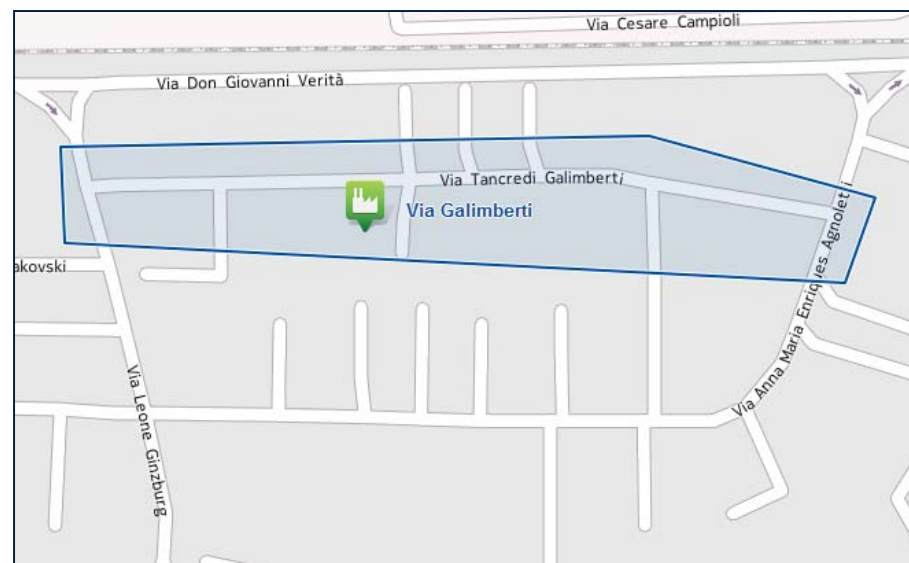 Via Cesare Campioli
Via Don Giovanni Verità
Via Tancredi Galimberti
Via Galimberti
akovski
Via Anna Maria Enriques Agnoletti
Via Leone Ginzburg